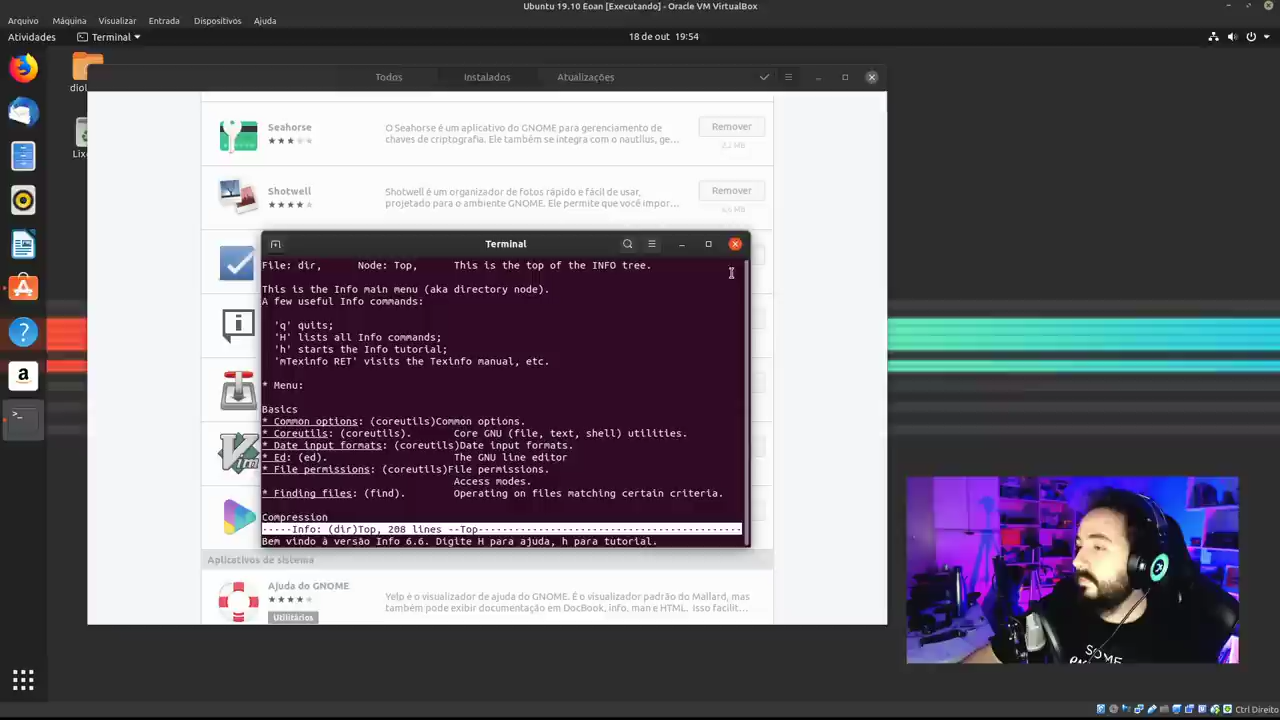 Ubuntu 19.10 Eoan [Executando] - Oracle VM VirtualBox
Arquivo Máquina Visualizar Entrada Dispositivos Ajuda
Atividades Terminal 18 de out 19:54
diol
Lix
Todos Instalados Atualizações
Seahorse
O Seahorse é um aplicativo do GNOME para gerenciamento de
chaves de criptografia. Ele também se integra com o nautilus, ge...
Remover
2,2 MB
Shotwell
Shotwell é um organizador de fotos rápido e fácil de usar,
projetado para o ambiente GNOME. Ele permite que você impor...
Remover
6,6 MB
Terminal
File: dir, Node: Top, This is the top of the INFO tree.
This is the Info main menu (aka directory node).
A few useful Info commands:
'q' quits;
'H' lists all Info commands;
'h' starts the Info tutorial;
'mTexinfo RET' visits the Texinfo manual, etc.
* Menu:
Basics
* Common options: (coreutils)Common options.
* Coreutils: (coreutils). Core GNU (file, text, shell) utilities.
* Date input formats: (coreutils)Date input formats.
* Ed: (ed). The GNU line editor
* File permissions: (coreutils)File permissions.
Access modes.
* Finding files: (find). Operating on files matching certain criteria.
Compression
-----Info: (dir)Top, 208 lines --Top--------------------------------------------
Bem vindo à versão Info 6.6. Digite H para ajuda, h para tutorial.
Aplicativos de sistema
Ajuda do GNOME
Utilitários
Yelp é o visualizador de ajuda do GNOME. É o visualizador padrão do Mallard, mas
também pode exibir documentação em DocBook, info, man e HTML. Isso facilit...
SOME
Ctrl Direito